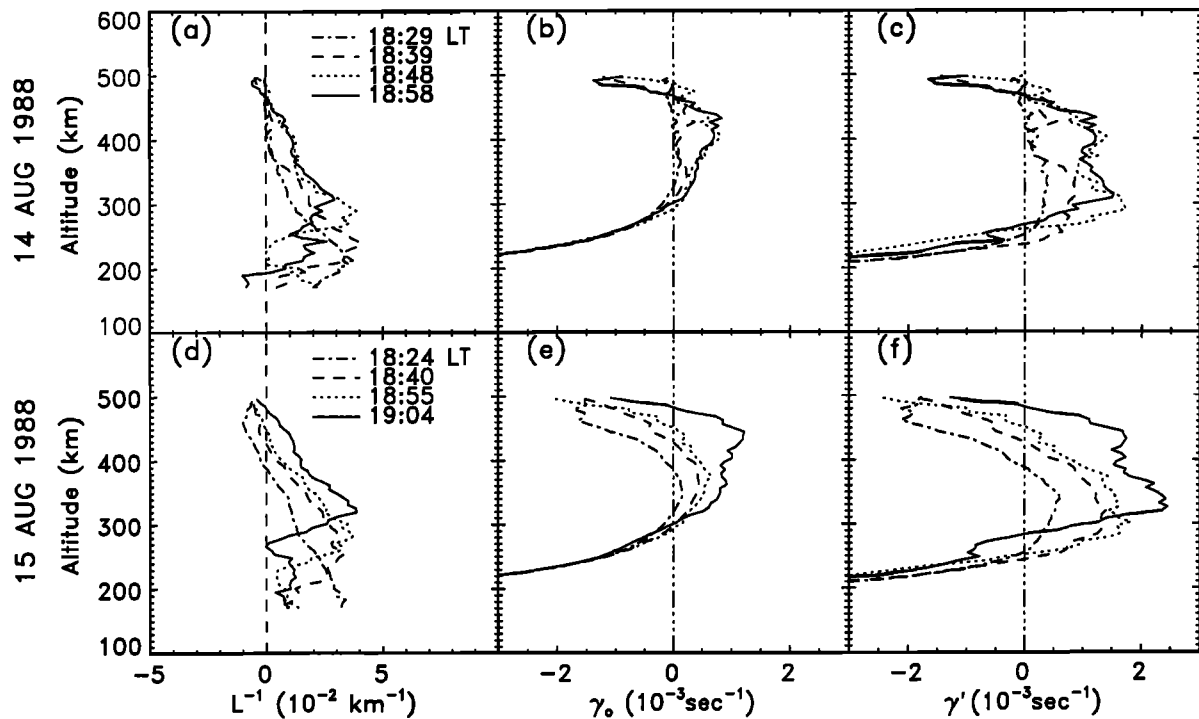 14 AUG 1988
Altitude (km)
600
500
400
300
200
100
(a)
18:29 LT
18:39
18:48
18:58
(b)
(c)
15 AUG 1988
Altitude (km)
500
400
300
200
100
(d)
18:24 LT
18:40
18:55
19:04
(e)
(f)
-5 0 5
L⁻¹ (10⁻² km⁻¹)
-2 0 2
γₒ (10⁻³sec⁻¹)
-2 0 2
γ' (10⁻³sec⁻¹)